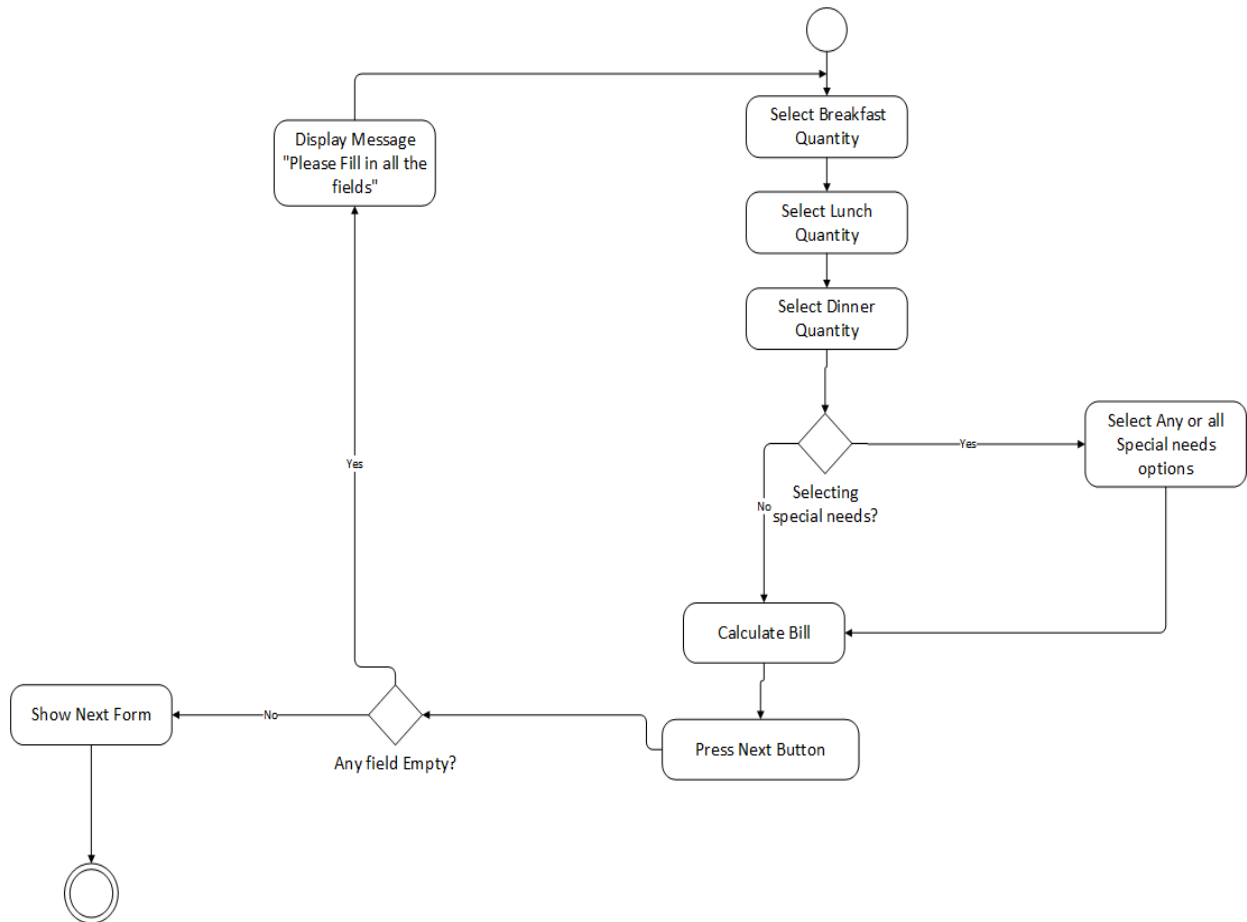 Select Breakfast
Quantity
Display Message
"Please Fill in all the
fields"
Select Lunch
Quantity
Select Dinner
Quantity
Select Any or all
Special needs
options
Yes
Yes
Selecting
special needs?
No
Calculate Bill
Show Next Form
No
Any field Empty?
Press Next Button